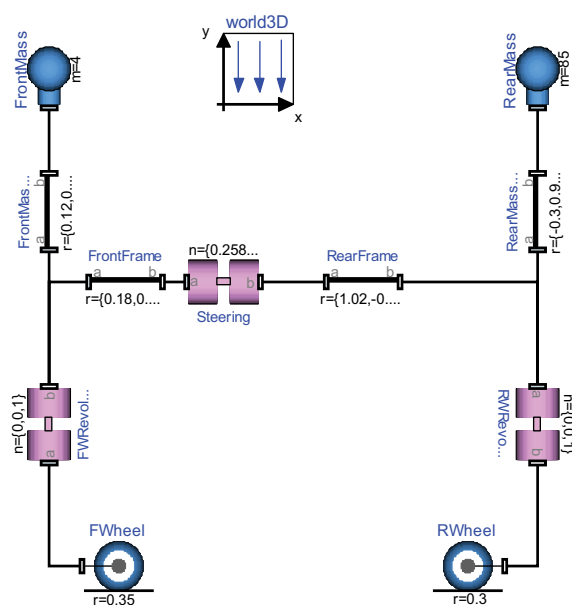 world3D
y
x
FrontMass
m=4
RearMass
m=85
b
a
FrontMas...
r={0.12,0....
b
a
RearMass...
r={-0.3,0.9...
FrontFrame
a
b
r={0.18,0....
n={0.258...
a
b
Steering
RearFrame
a
b
r={1.02,-0....
n={0,0,1}
b
a
FWRevol...
RWRevo...
a
b
n={0,0,1}
FWheel
r=0.35
RWheel
r=0.3